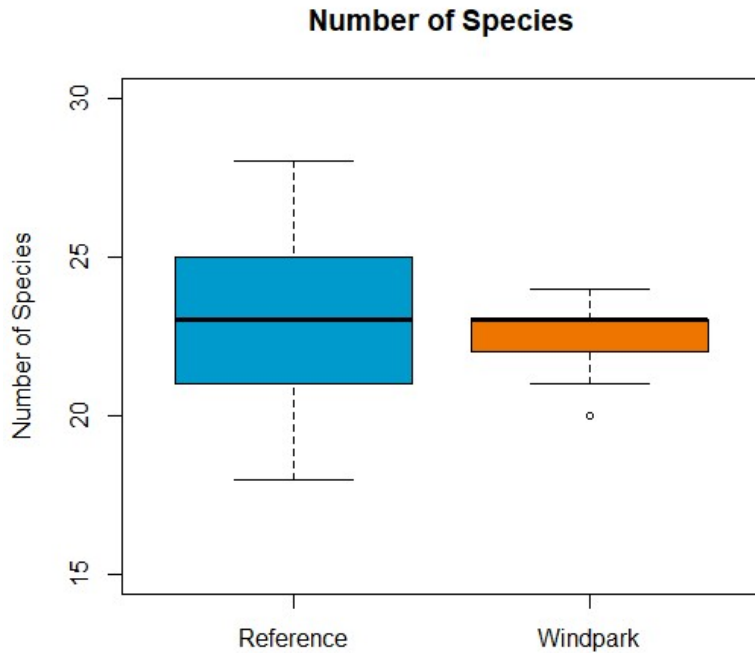 Number of Species
Number of Species
30
25
20
15
Reference
Windpark